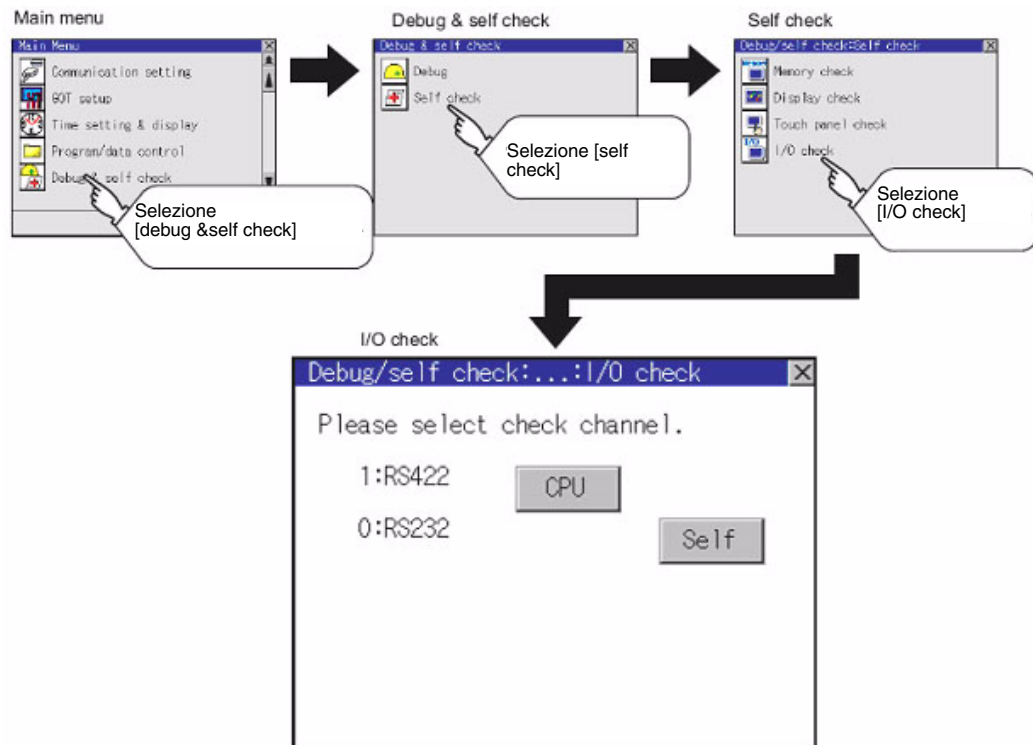 Main menu
Main Menu
Communication setting
GOT setup
Time setting & display
Program/data control
Debug & self check
Selezione
[debug &self check]
Debug & self check
Debug & self check
Debug
Self check
Selezione [self
check]
Self check
Debug/self check:Self check
Memory check
Display check
Touch panel check
I/O check
Selezione
[I/O check]
I/O check
Debug/self check:...:I/O check
Please select check channel.
1:RS422 CPU
0:RS232 Self